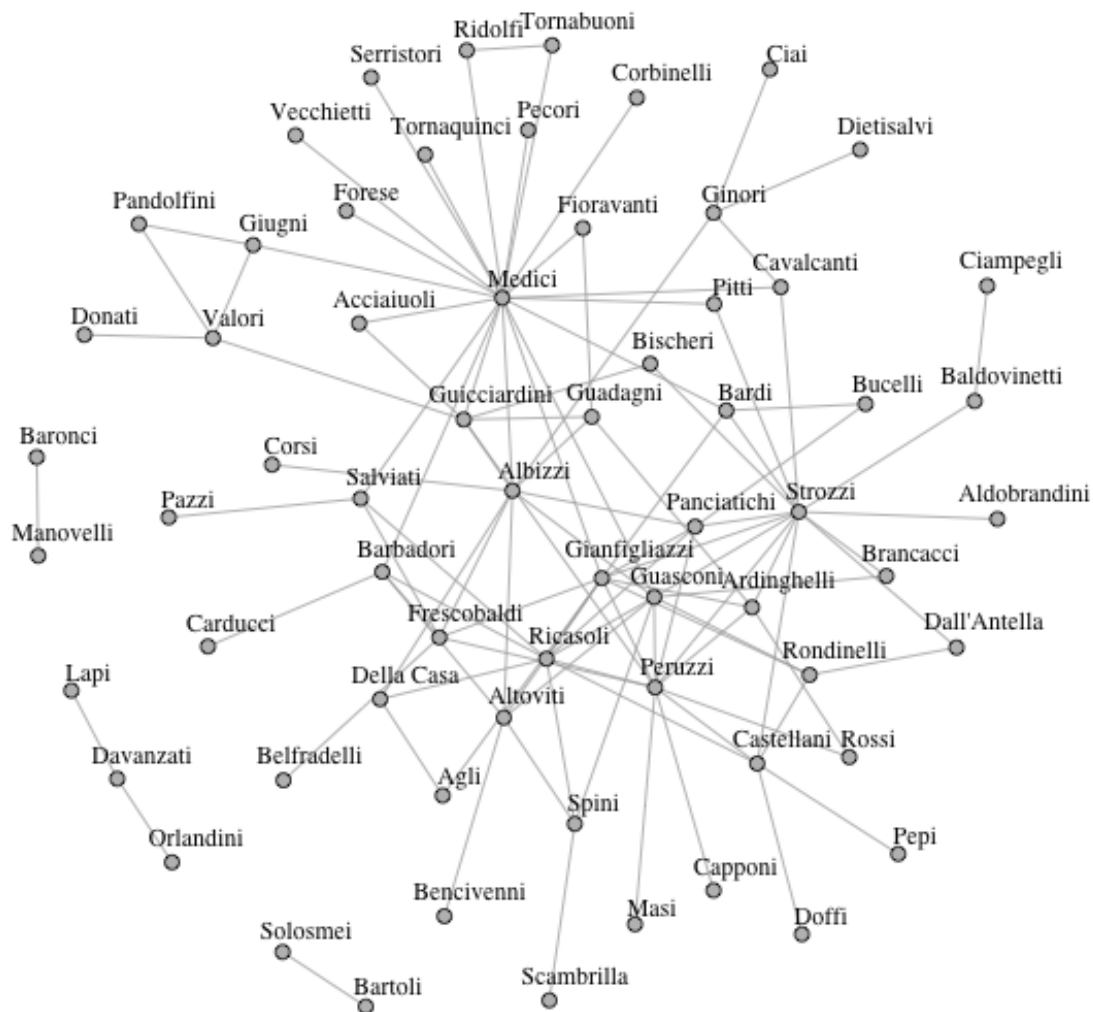 Tornabuoni
Ridolfi
Serristori
Ciai
Corbinelli
Vecchietti
Pecori
Tornaquinci
Dietisalvi
Pandolfini
Forese
Ginori
Giugni
Fioravanti
Cavalcanti
Ciampegli
Medici
Pitti
Acciaiuoli
Donati
Valori
Bischeri
Guicciardini
Guadagni
Bardi
Bucelli
Baldovinetti
Baronci
Corsi
Salviati
Albizzi
Panciatichi
Strozzi
Aldobrandini
Pazzi
Manovelli
Barbadori
Gianfigliazzi
Guasconi
Ardinghelli
Brancacci
Carducci
Frescobaldi
Ricasoli
Dall'Antella
Lapi
Della Casa
Peruzzi
Rondinelli
Altoviti
Davanzati
Belfradelli
Agli
Castellani
Rossi
Spini
Orlandini
Pepi
Bencivenni
Capponi
Masi
Doffi
Solosmei
Scambrilla
Bartoli